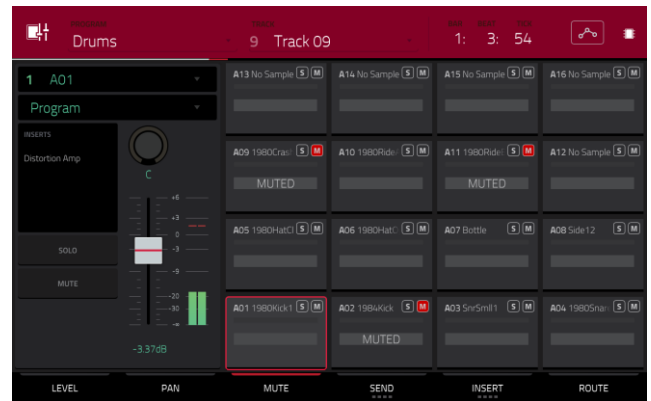 PROGRAM
Drums
TRACK
9 Track 09
BAR BEAT TICK
1: 3: 54
1 A01
Program
INSERTS
Distortion Amp
C
+6
+3
0
-3
-9
-20
-30
-∞
-3.37dB
SOLO
MUTE
A13 No Sample S M
A14 No Sample S M
A15 No Sample S M
A16 No Sample S M
A09 1980Cras S M
MUTED
A10 1980Ride S M
A11 1980Ride S M
MUTED
A12 No Sample S M
A05 1980HatCl S M
A06 1980HatC S M
A07 Bottle S M
A08 Side12 S M
A01 1980Kick1 S M
A02 1984Kick S M
MUTED
A03 SnrSmll1 S M
A04 1980Snar S M
LEVEL
PAN
MUTE
SEND
INSERT
ROUTE